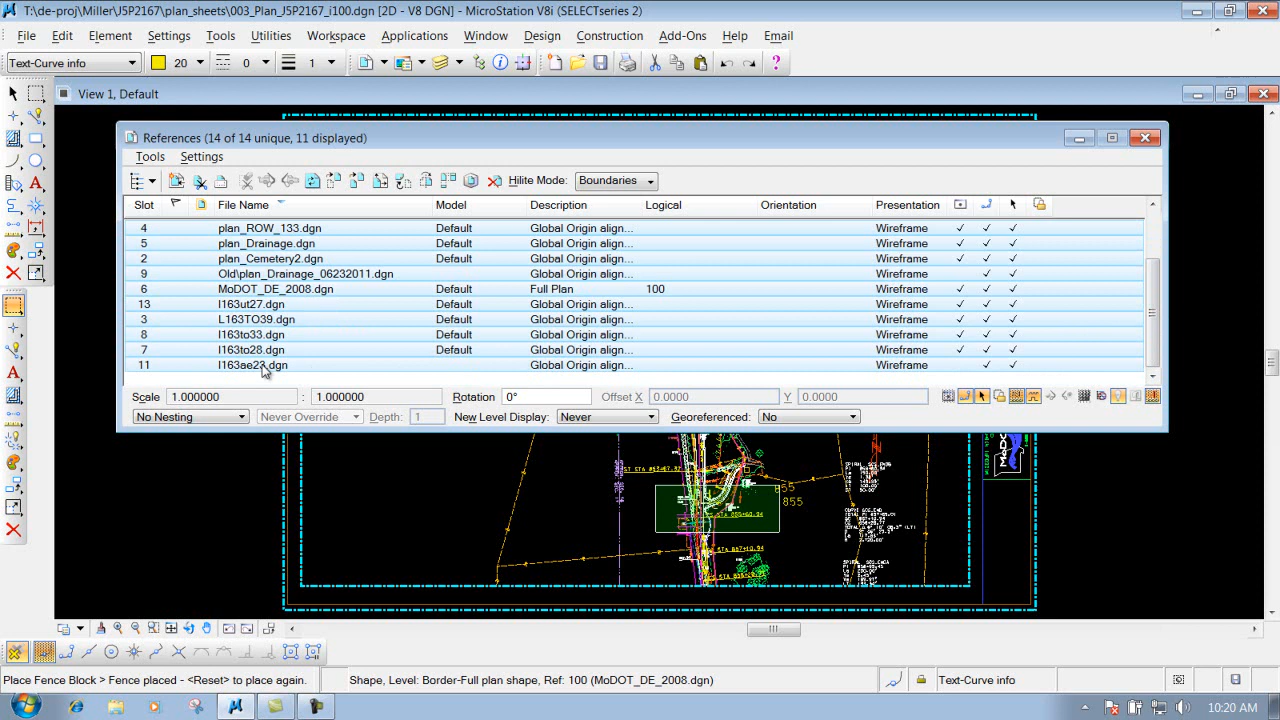 T:\de-proj\Miller\J5P2167\plan_sheets\003_Plan_J5P2167_i100.dgn [2D - V8 DGN] - MicroStation V8i (SELECTseries 2)
File Edit Element Settings Tools Utilities Workspace Applications Window Design Construction Add-Ons Help Email
Text-Curve info 20 0 1
View 1, Default
References (14 of 14 unique, 11 displayed)
Tools Settings
Hilite Mode: Boundaries
Slot File Name Model Description Logical Orientation Presentation
4 plan_ROW_133.dgn Default Global Origin align... Wireframe
5 plan_Drainage.dgn Default Global Origin align... Wireframe
2 plan_Cemetery2.dgn Default Global Origin align... Wireframe
9 Old\plan_Drainage_06232011.dgn Global Origin align... Wireframe
6 MoDOT_DE_2008.dgn Default Full Plan 100 Wireframe
13 I163ut27.dgn Default Global Origin align... Wireframe
3 L163TO39.dgn Default Global Origin align... Wireframe
8 I163to33.dgn Default Global Origin align... Wireframe
7 I163to28.dgn Default Global Origin align... Wireframe
11 I163ae23.dgn Global Origin align... Wireframe
Scale 1.000000 : 1.000000 Rotation 0° Offset X 0.0000 Y 0.0000
No Nesting Never Override Depth: 1 New Level Display: Never Georeferenced: No
MoDOT
855
855
Place Fence Block > Fence placed - <Reset> to place again. Shape, Level: Border-Full plan shape, Ref: 100 (MoDOT_DE_2008.dgn) Text-Curve info
10:20 AM